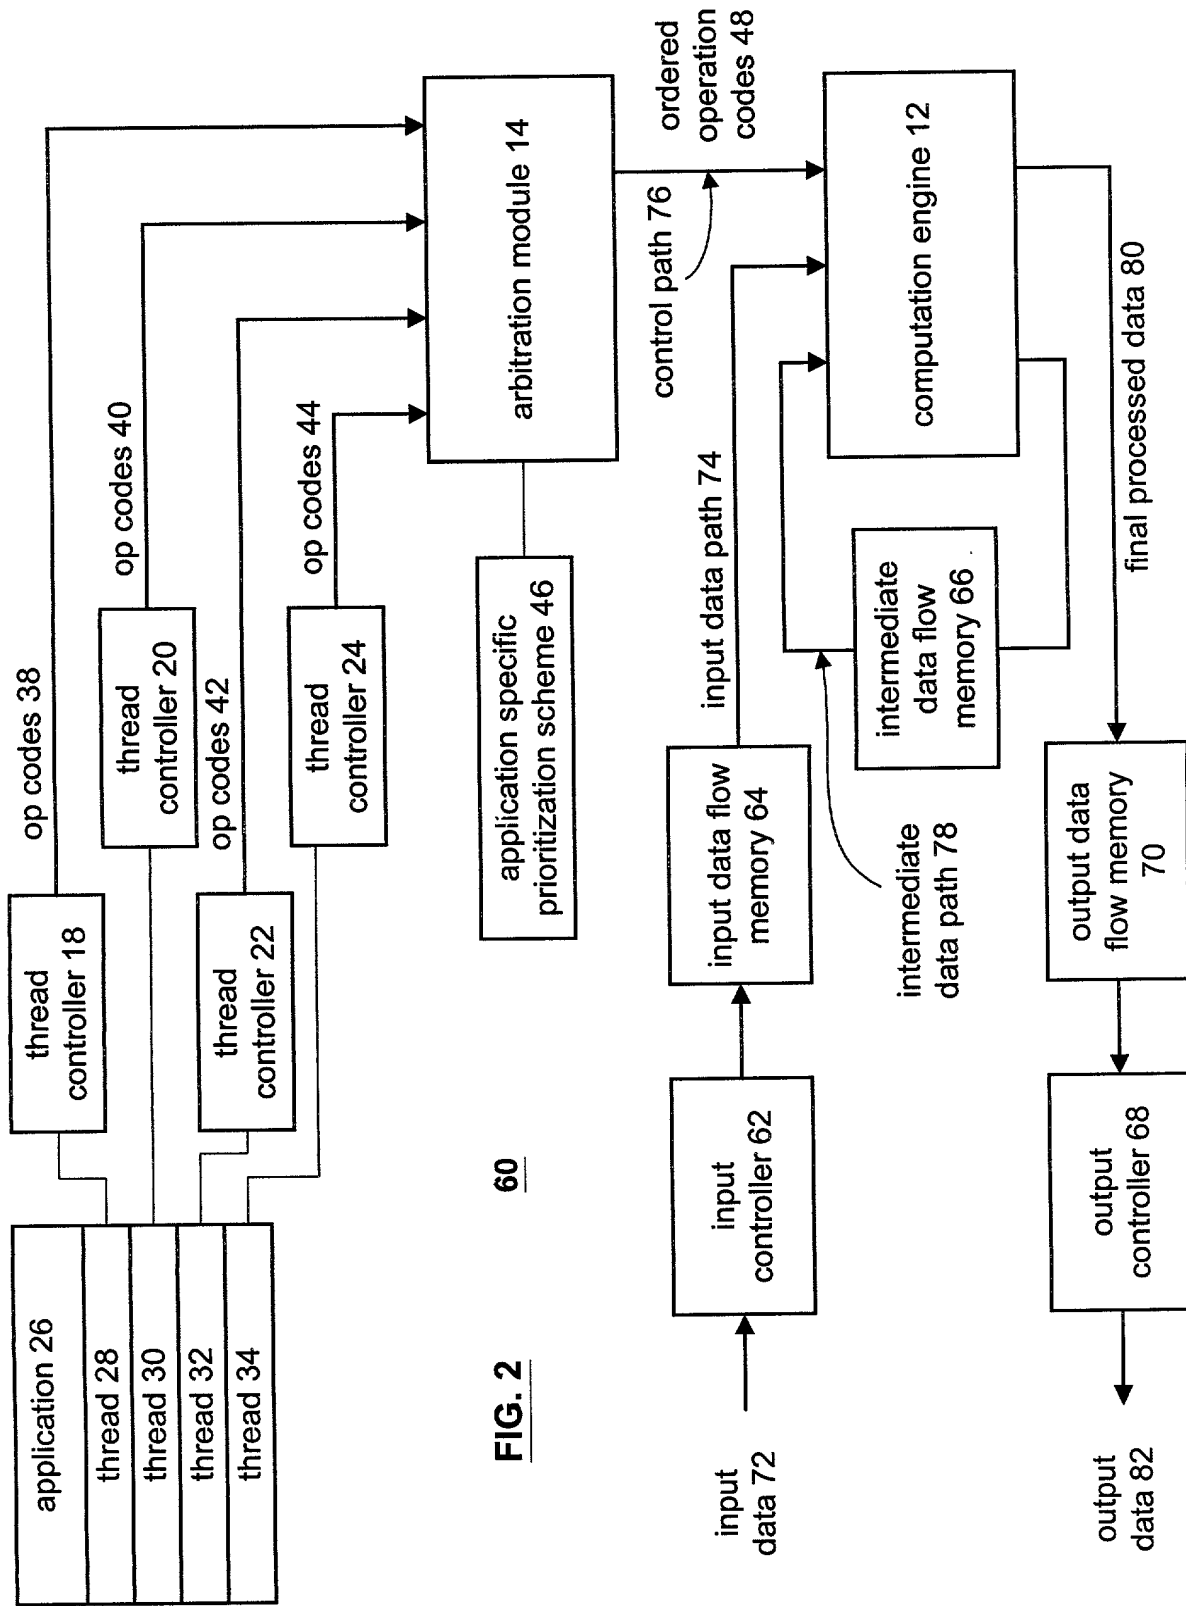 application 26
thread 28
thread 30
thread 32
thread 34
thread
controller 18
thread
controller 20
thread
controller 22
thread
controller 24
op codes 38
op codes 40
op codes 42
op codes 44
arbitration module 14
application specific
prioritization scheme 46
ordered
operation
codes 48
control path 76
FIG. 2
60
input
data 72
input
controller 62
input data flow
memory 64
input data path 74
computation engine 12
intermediate
data flow
memory 66
intermediate
data path 78
final processed data 80
output data
flow memory
70
output
controller 68
output
data 82